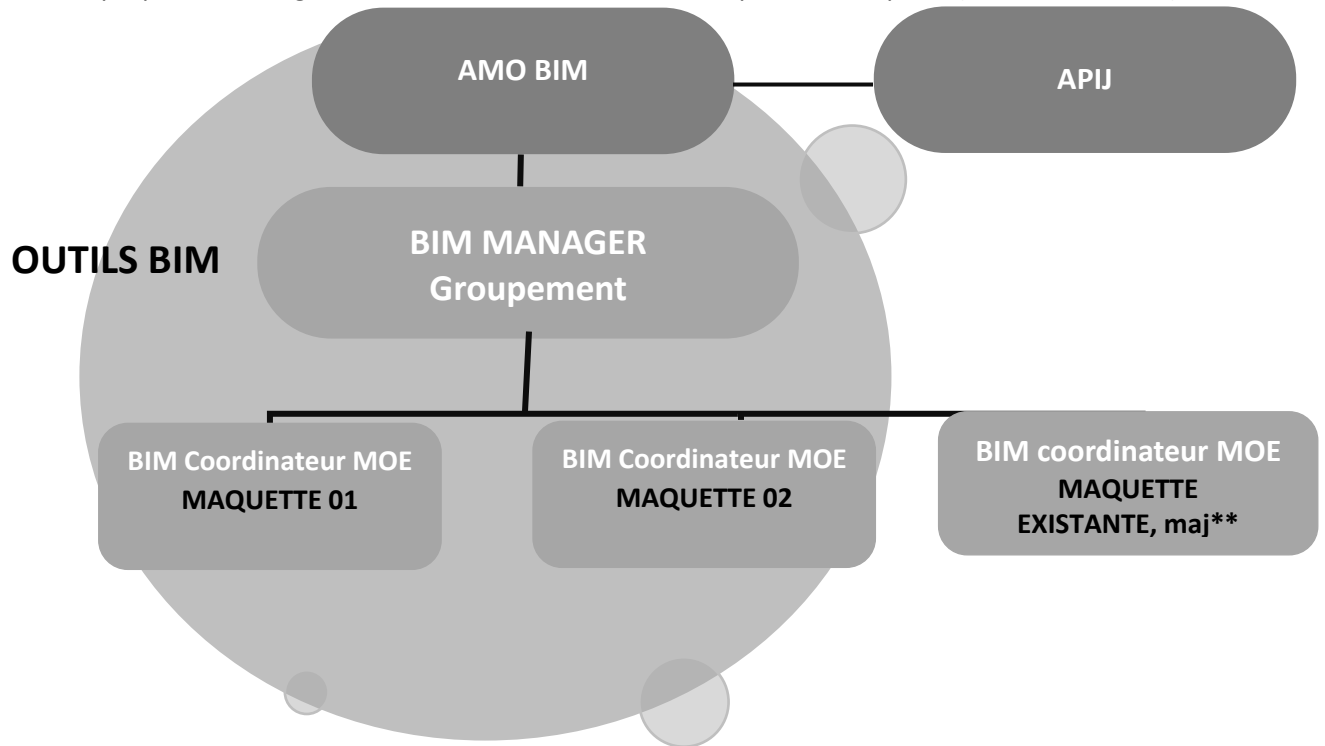 AMO BIM
APIJ
OUTILS BIM
BIM MANAGER
Groupement
BIM Coordinateur MOE
MAQUETTE 01
BIM Coordinateur MOE
MAQUETTE 02
BIM coordinateur MOE
MAQUETTE
EXISTANTE, maj**